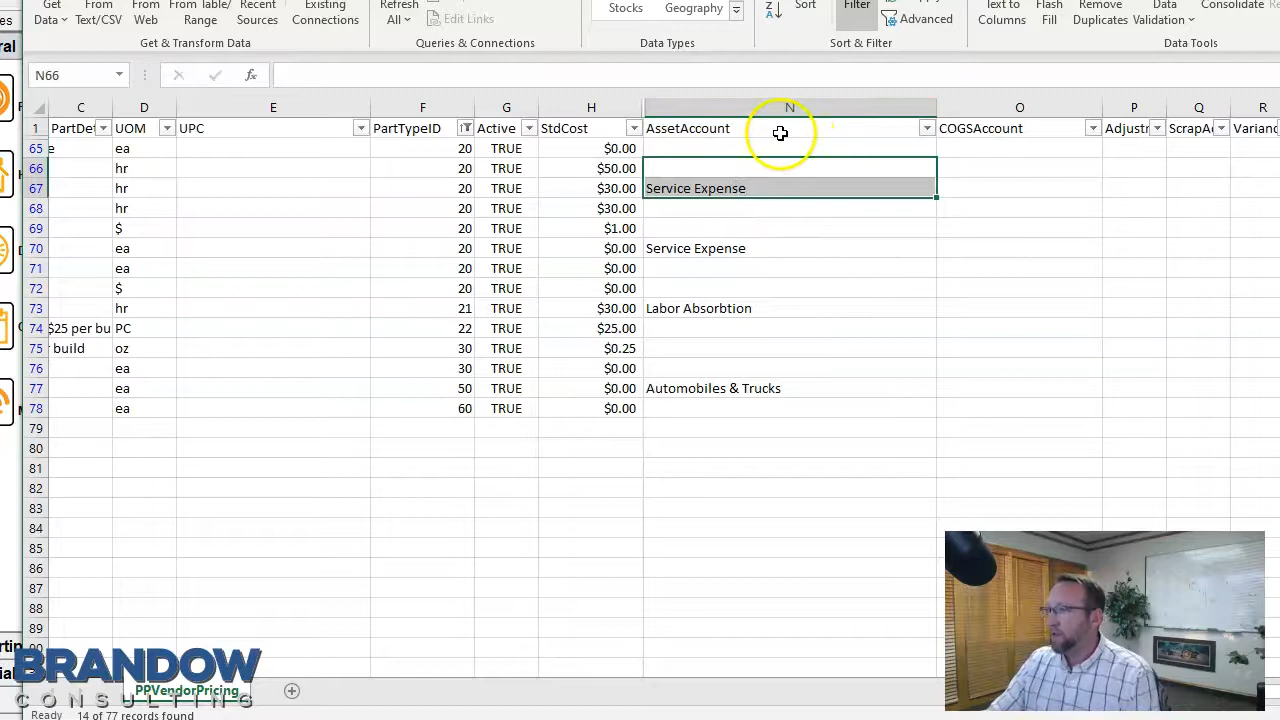 Get From From From Table/ Recent Existing Refresh Stocks Geography Sort Filter Text to Flash Remove Data Consolidate
Data Text/CSV Web Range Sources Connections All Edit Links Advanced Columns Fill Duplicates Validation
Get & Transform Data Queries & Connections Data Types Sort & Filter Data Tools
N66 fx
C D E F G H N O P Q R
1 PartDet UOM UPC PartTypeID Active StdCost AssetAccount COGSAccount Adjustm ScrapAc Varianc
65 e ea 20 TRUE $0.00
66 hr 20 TRUE $50.00
67 hr 20 TRUE $30.00 Service Expense
68 hr 20 TRUE $30.00
69 $ 20 TRUE $1.00
70 ea 20 TRUE $0.00 Service Expense
71 ea 20 TRUE $0.00
72 $ 20 TRUE $0.00
73 hr 21 TRUE $30.00 Labor Absorbtion
74 $25 per bu PC 22 TRUE $25.00
75 build oz 30 TRUE $0.25
76 ea 30 TRUE $0.00
77 ea 50 TRUE $0.00 Automobiles & Trucks
78 ea 60 TRUE $0.00
79
80
81
82
83
84
85
86
87
88
89
BRANDOW
PPVendorPricing
CONSULTING
Ready 14 of 77 records found